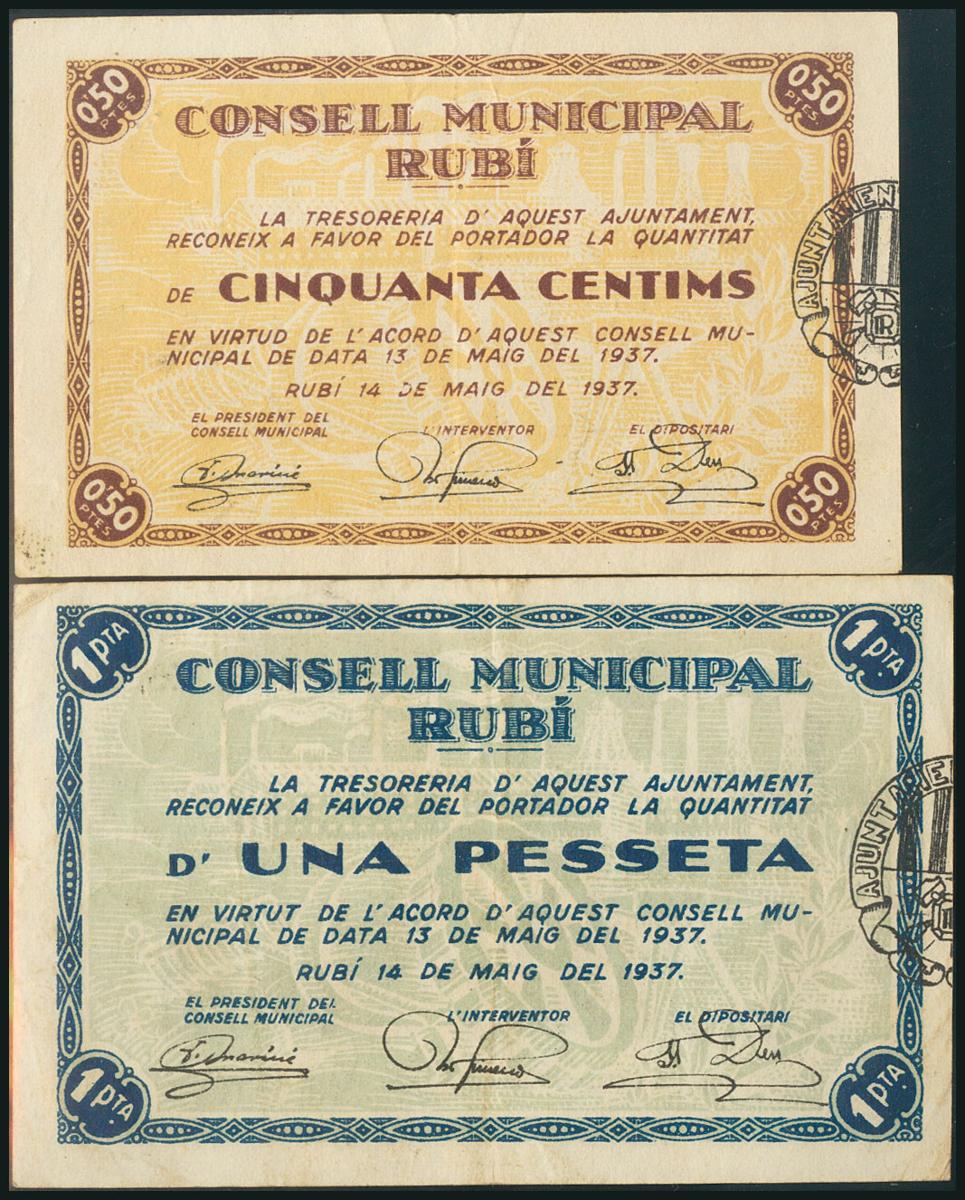 0'50 PTES
0'50 PTES
CONSELL MUNICIPAL
RUBÍ
LA TRESORERIA D'AQUEST AJUNTAMENT,
RECONEIX A FAVOR DEL PORTADOR LA QUANTITAT
DE CINQUANTA CENTIMS
EN VIRTUD DE L'ACORD D'AQUEST CONSELL MU-
NICIPAL DE DATA 13 DE MAIG DEL 1937.
RUBÍ 14 DE MAIG DEL 1937.
EL PRESIDENT DEL
CONSELL MUNICIPAL
L'INTERVENTOR
EL DIPOSITARI
0'50 PTES
0'50 PTES
AJUNTAMEN
R
1 PTA
1 PTA
CONSELL MUNICIPAL
RUBÍ
LA TRESORERIA D'AQUEST AJUNTAMENT,
RECONEIX A FAVOR DEL PORTADOR LA QUANTITAT
D' UNA PESSETA
EN VIRTUT DE L'ACORD D'AQUEST CONSELL MU-
NICIPAL DE DATA 13 DE MAIG DEL 1937.
RUBÍ 14 DE MAIG DEL 1937.
EL PRESIDENT DEL
CONSELL MUNICIPAL
L'INTERVENTOR
EL DIPOSITARI
1 PTA
1 PTA
AJUNTAME